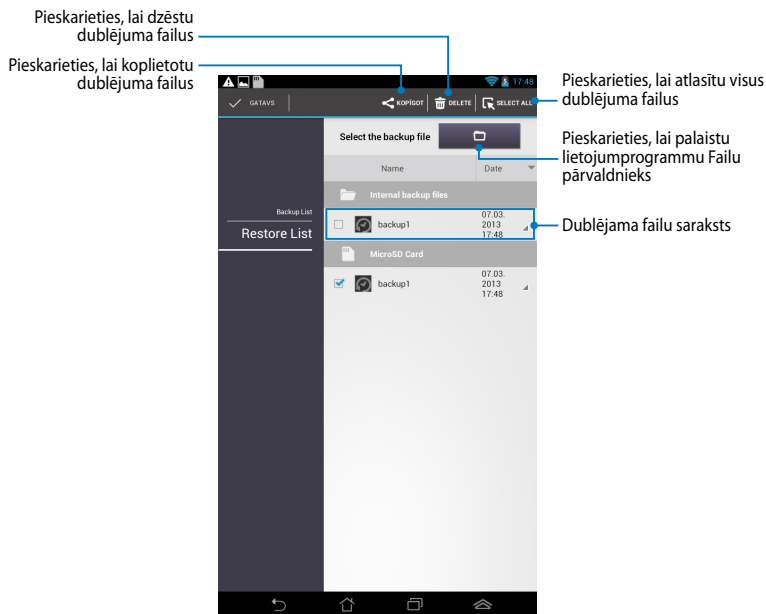 Pieskarieties, lai dzēstu
dublējuma failus
Pieskarieties, lai koplietotu
dublējuma failus
17:48
GATAVS
KOPĪGOT
DELETE
SELECT ALL
Pieskarieties, lai atlasītu visus
dublējuma failus
Select the backup file
Pieskarieties, lai palaistu
lietojumprogrammu Failu
pārvaldnieks
Name
Date
Internal backup files
Backup List
Restore List
backup1
07.03.
2013
17:48
Dublējama failu saraksts
MicroSD Card
backup1
07.03.
2013
17:48